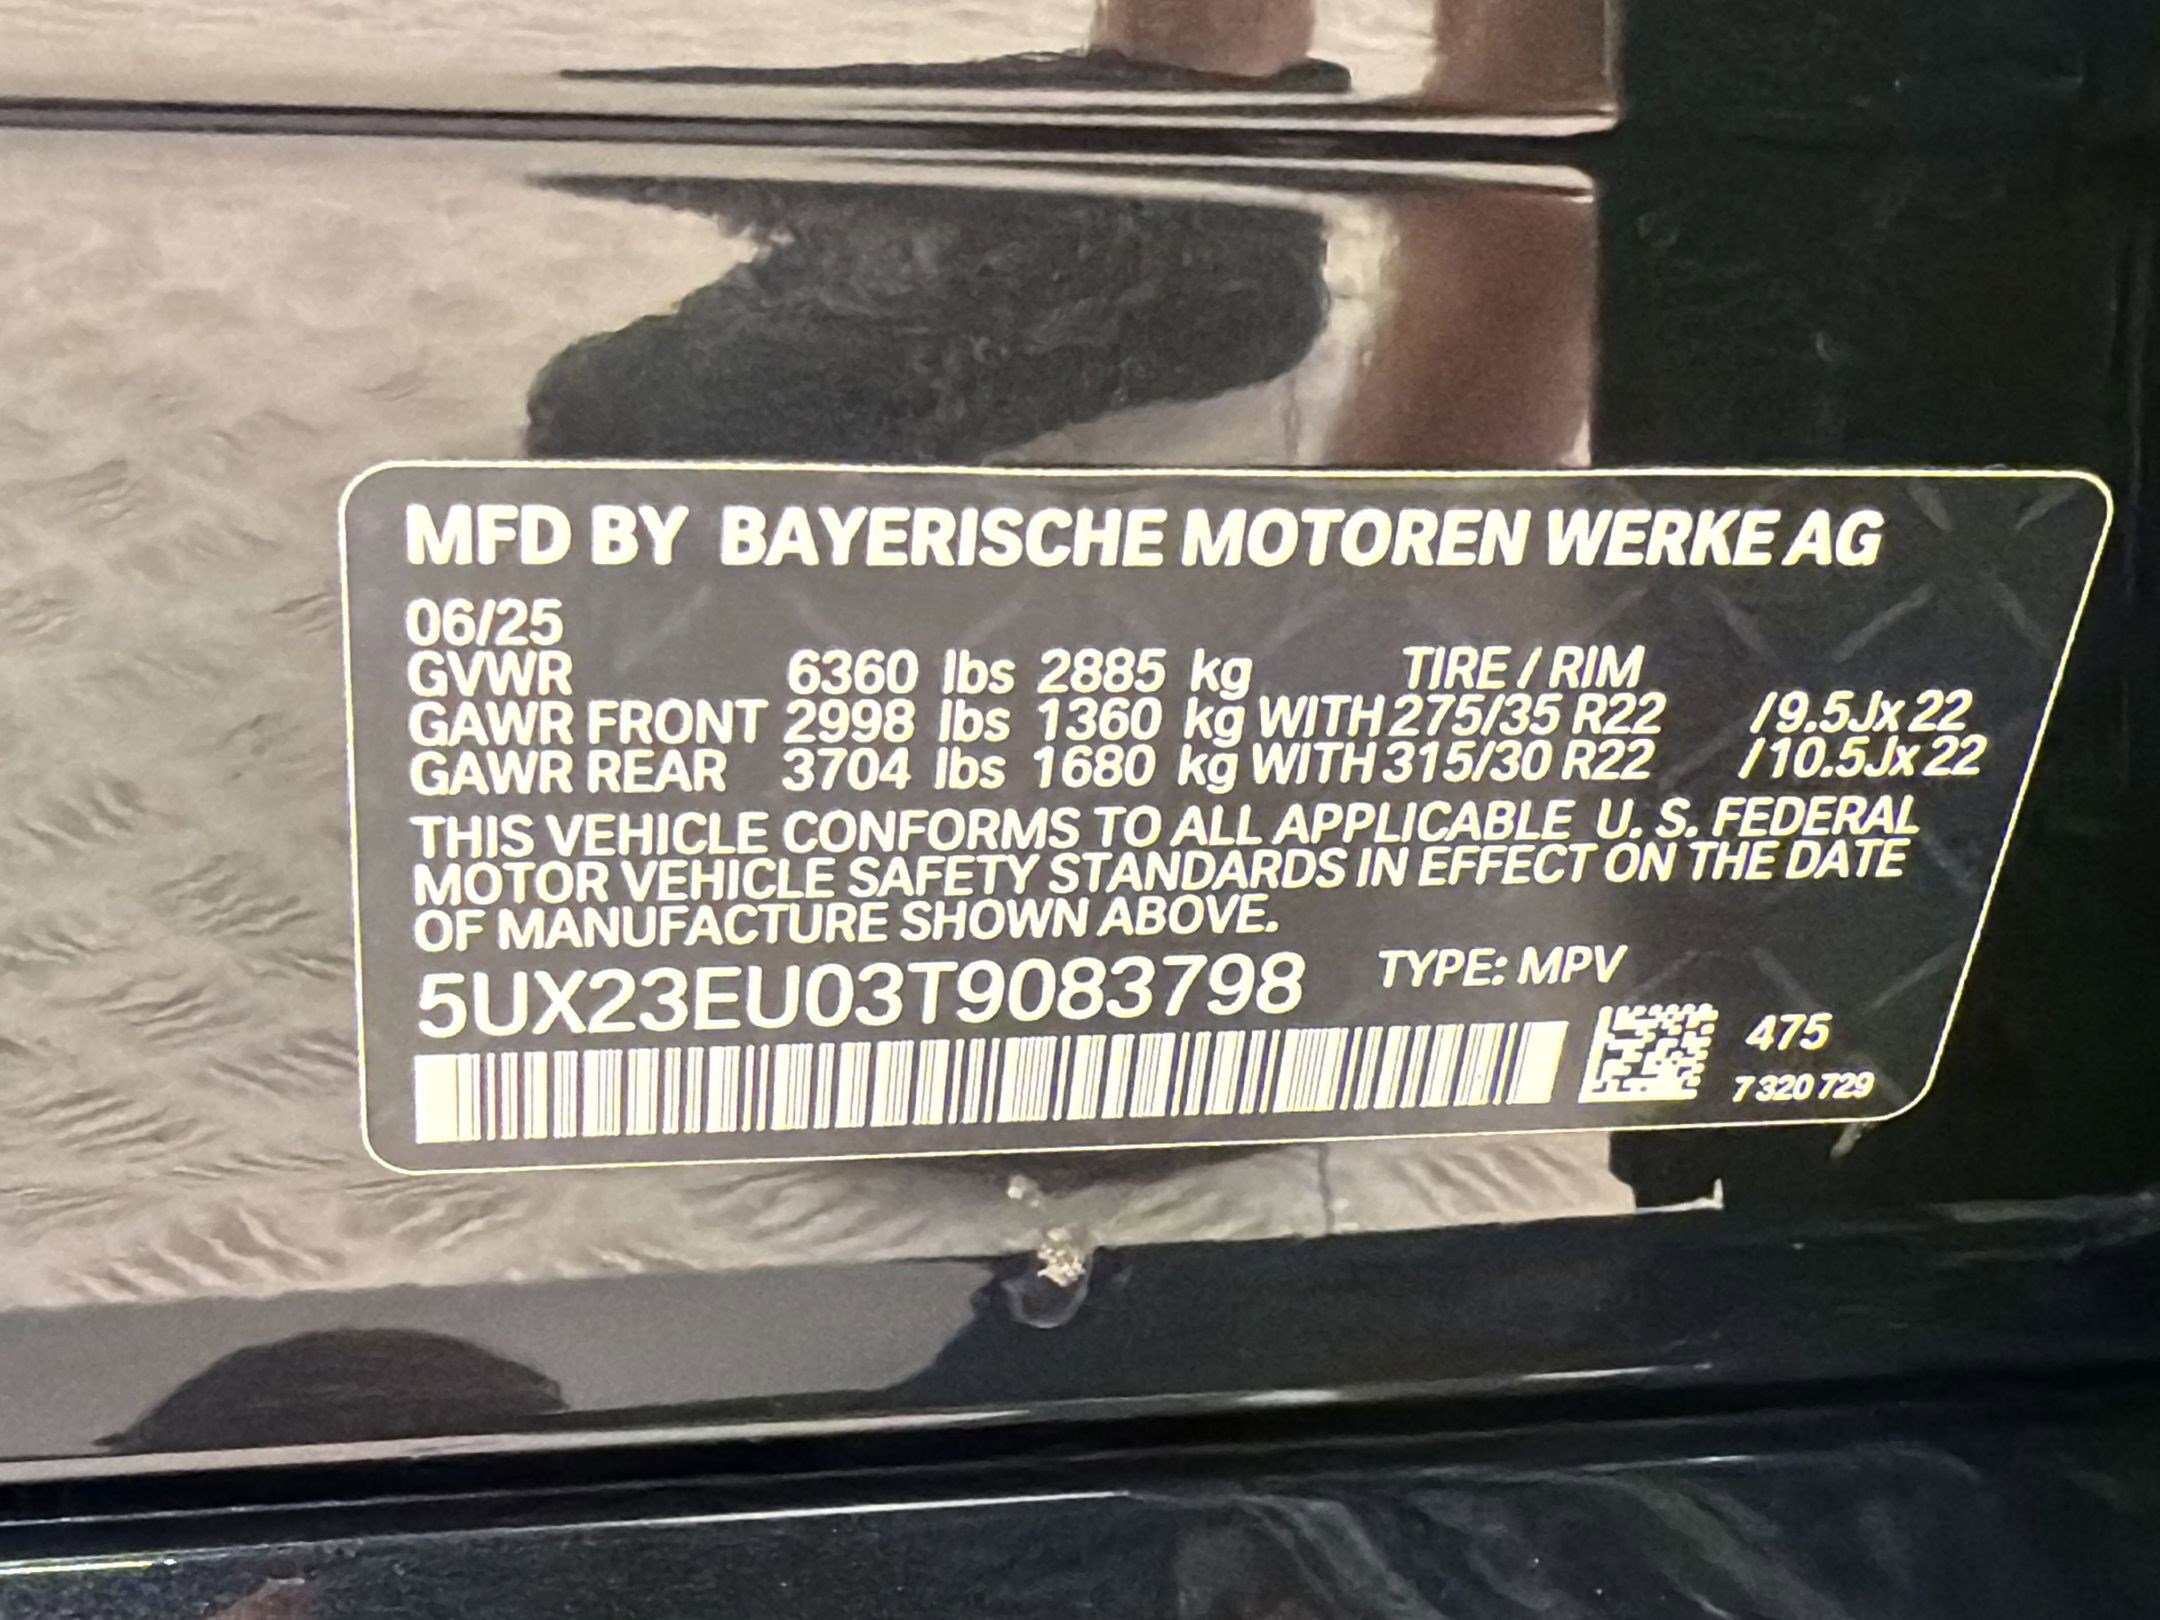 MFD BY BAYERISCHE MOTOREN WERKE AG
06/25
GVWR 6360 lbs 2885 kg TIRE / RIM
GAWR FRONT 2998 lbs 1360 kg WITH 275/35 R22 / 9.5Jx 22
GAWR REAR 3704 lbs 1680 kg WITH 315/30 R22 / 10.5Jx 22
THIS VEHICLE CONFORMS TO ALL APPLICABLE U. S. FEDERAL
MOTOR VEHICLE SAFETY STANDARDS IN EFFECT ON THE DATE
OF MANUFACTURE SHOWN ABOVE.
5UX23EU03T9083798 TYPE: MPV
475
7 320 729